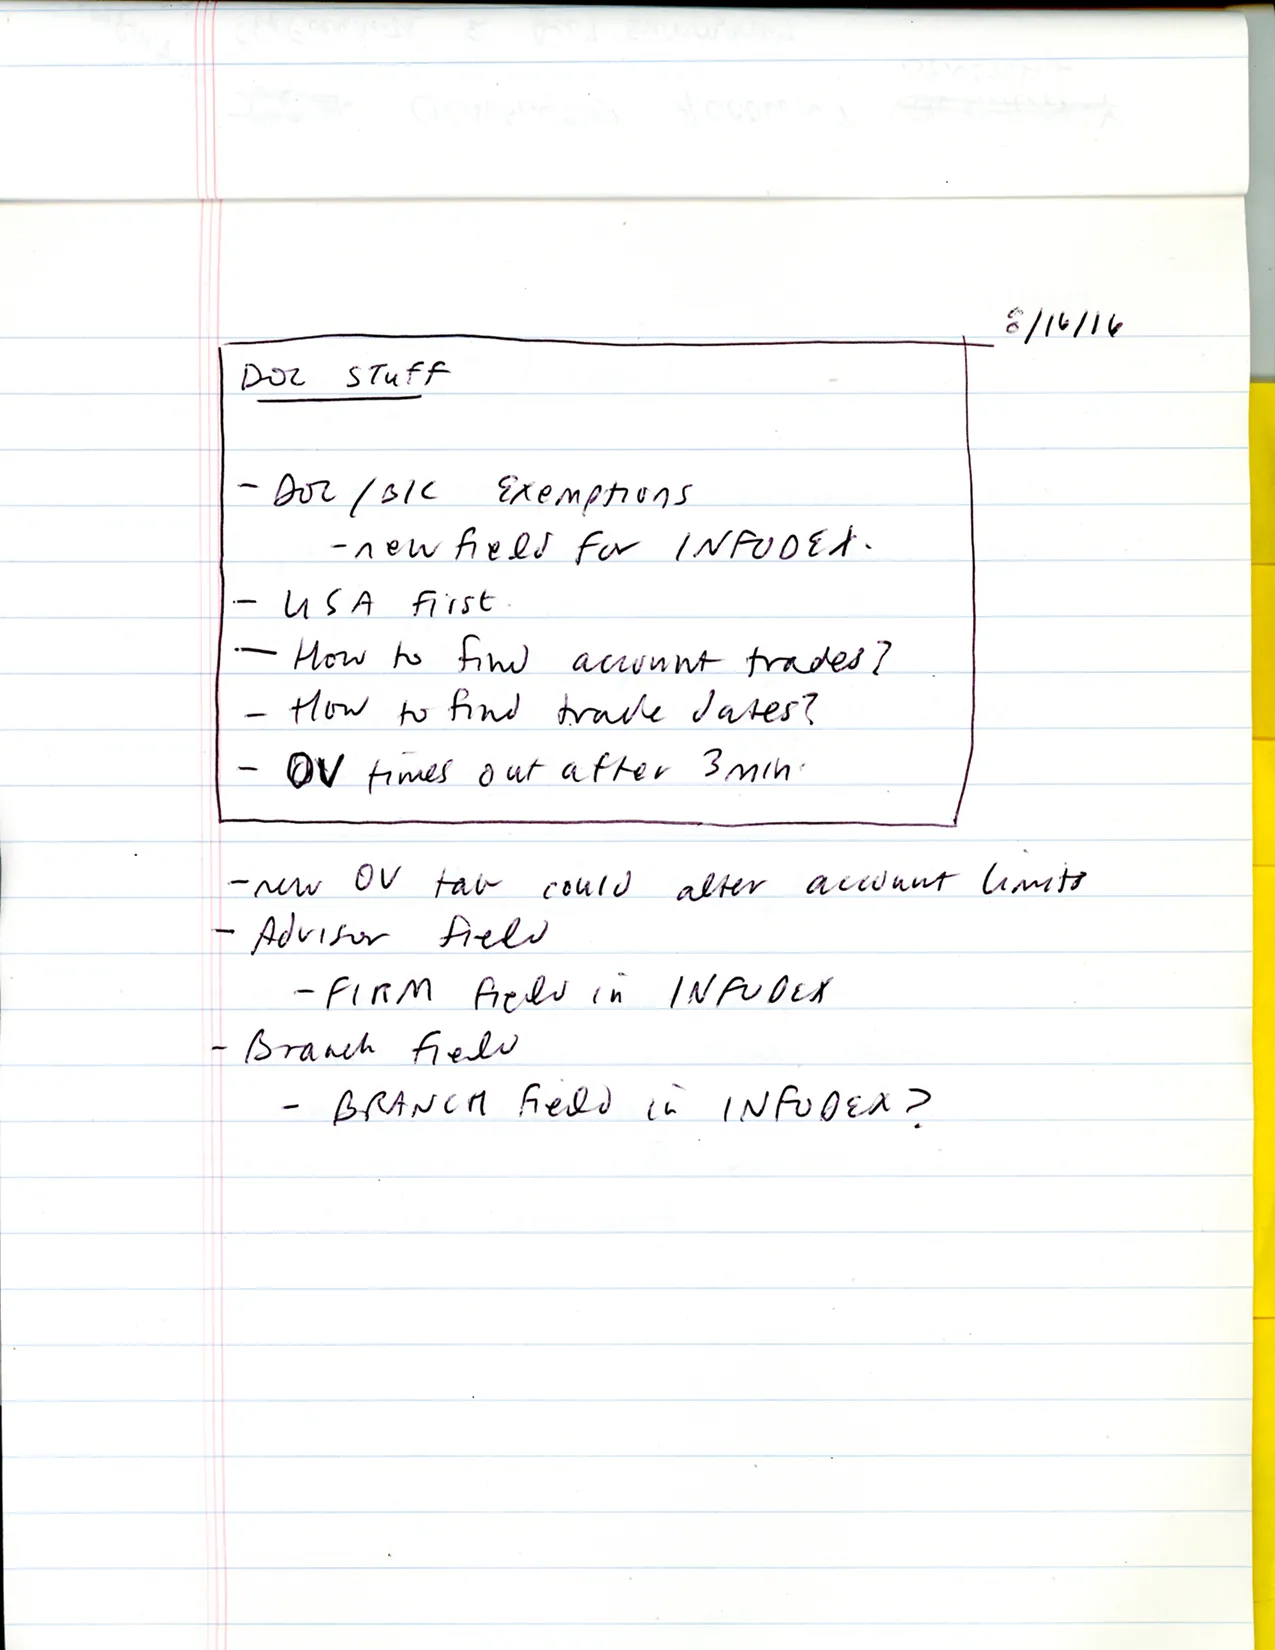 8/16/16
DOL STUFF
- DOL/BIC Exemptions
- new field for INFODEX.
- USA first.
- How to find account trades?
- How to find trade dates?
- OV times out after 3 min.
- new OV tab could alter account limits
- Advisor field
- FIRM field in INFODEX
- Branch field
- BRANCH field in INFODEX?